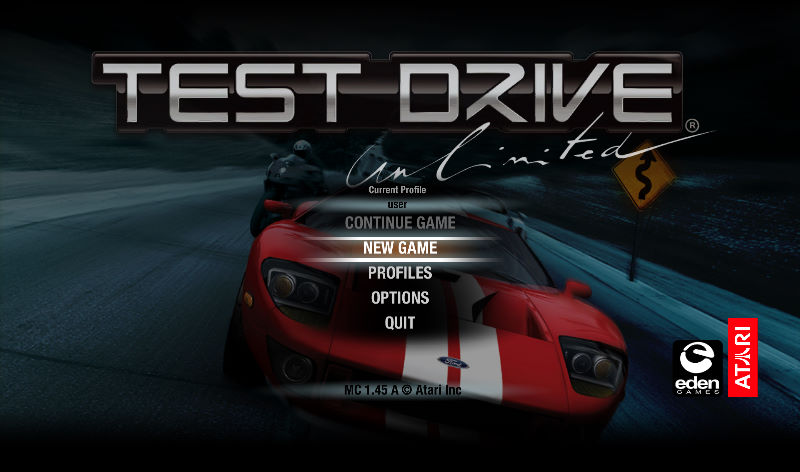 TEST DRIVE®
Unlimited
Current Profile
user
CONTINUE GAME
NEW GAME
PROFILES
OPTIONS
QUIT
MC 1.45 A © Atari Inc
Ford
eden
GAMES
ATARI